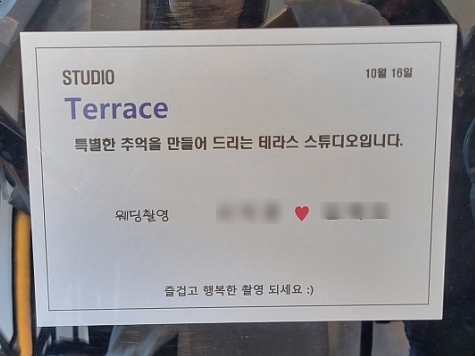 STUDIO
10월 16일
Terrace
특별한 추억을 만들어 드리는 테라스 스튜디오입니다.
웨딩촬영 ♥
즐겁고 행복한 촬영 되세요 :)